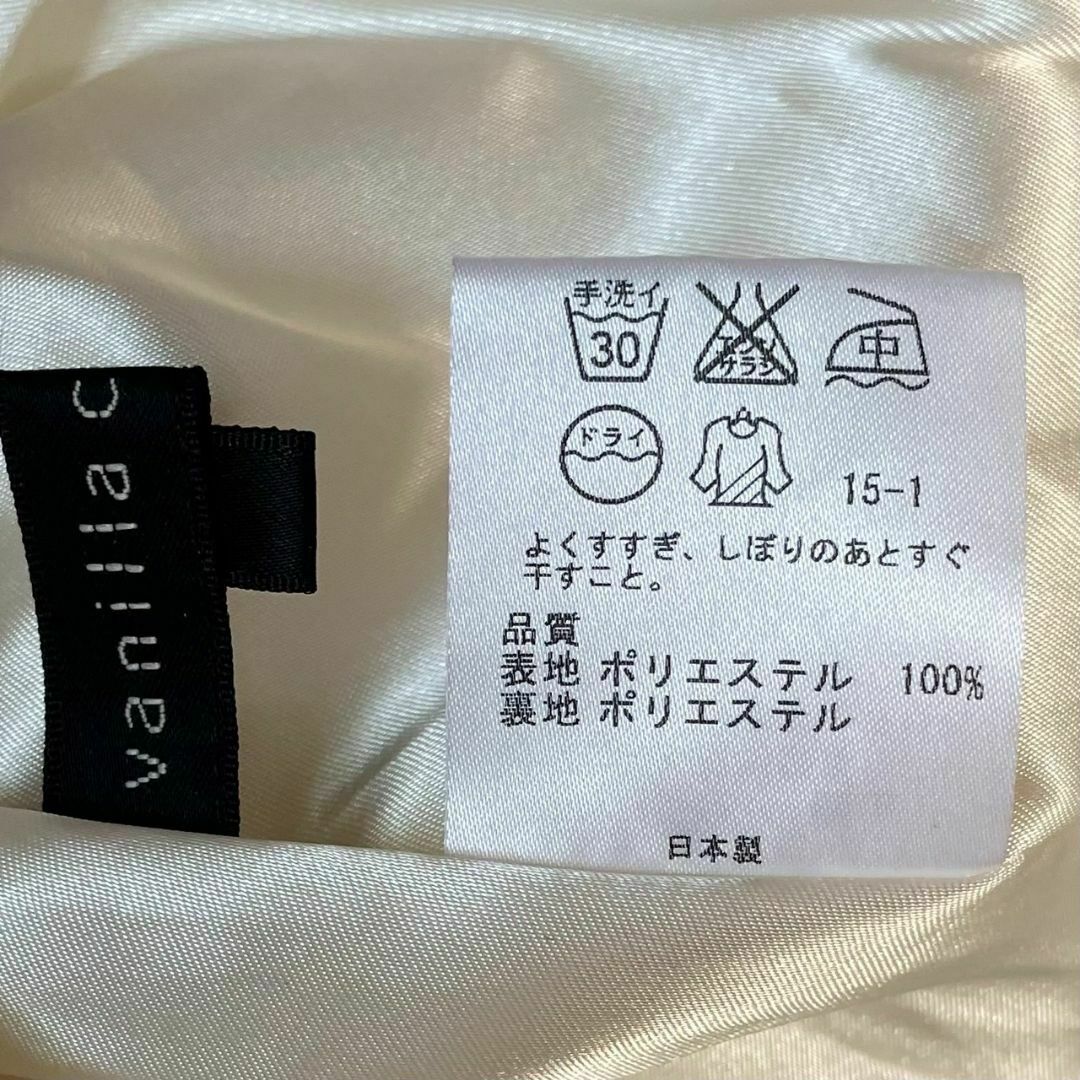 vanilla c
手洗イ
30
エンソ
サラシ
中
ドライ
15-1
よくすすぎ、しぼりのあとすぐ
干すこと。
品質
表地 ポリエステル 100%
裏地 ポリエステル
日本製